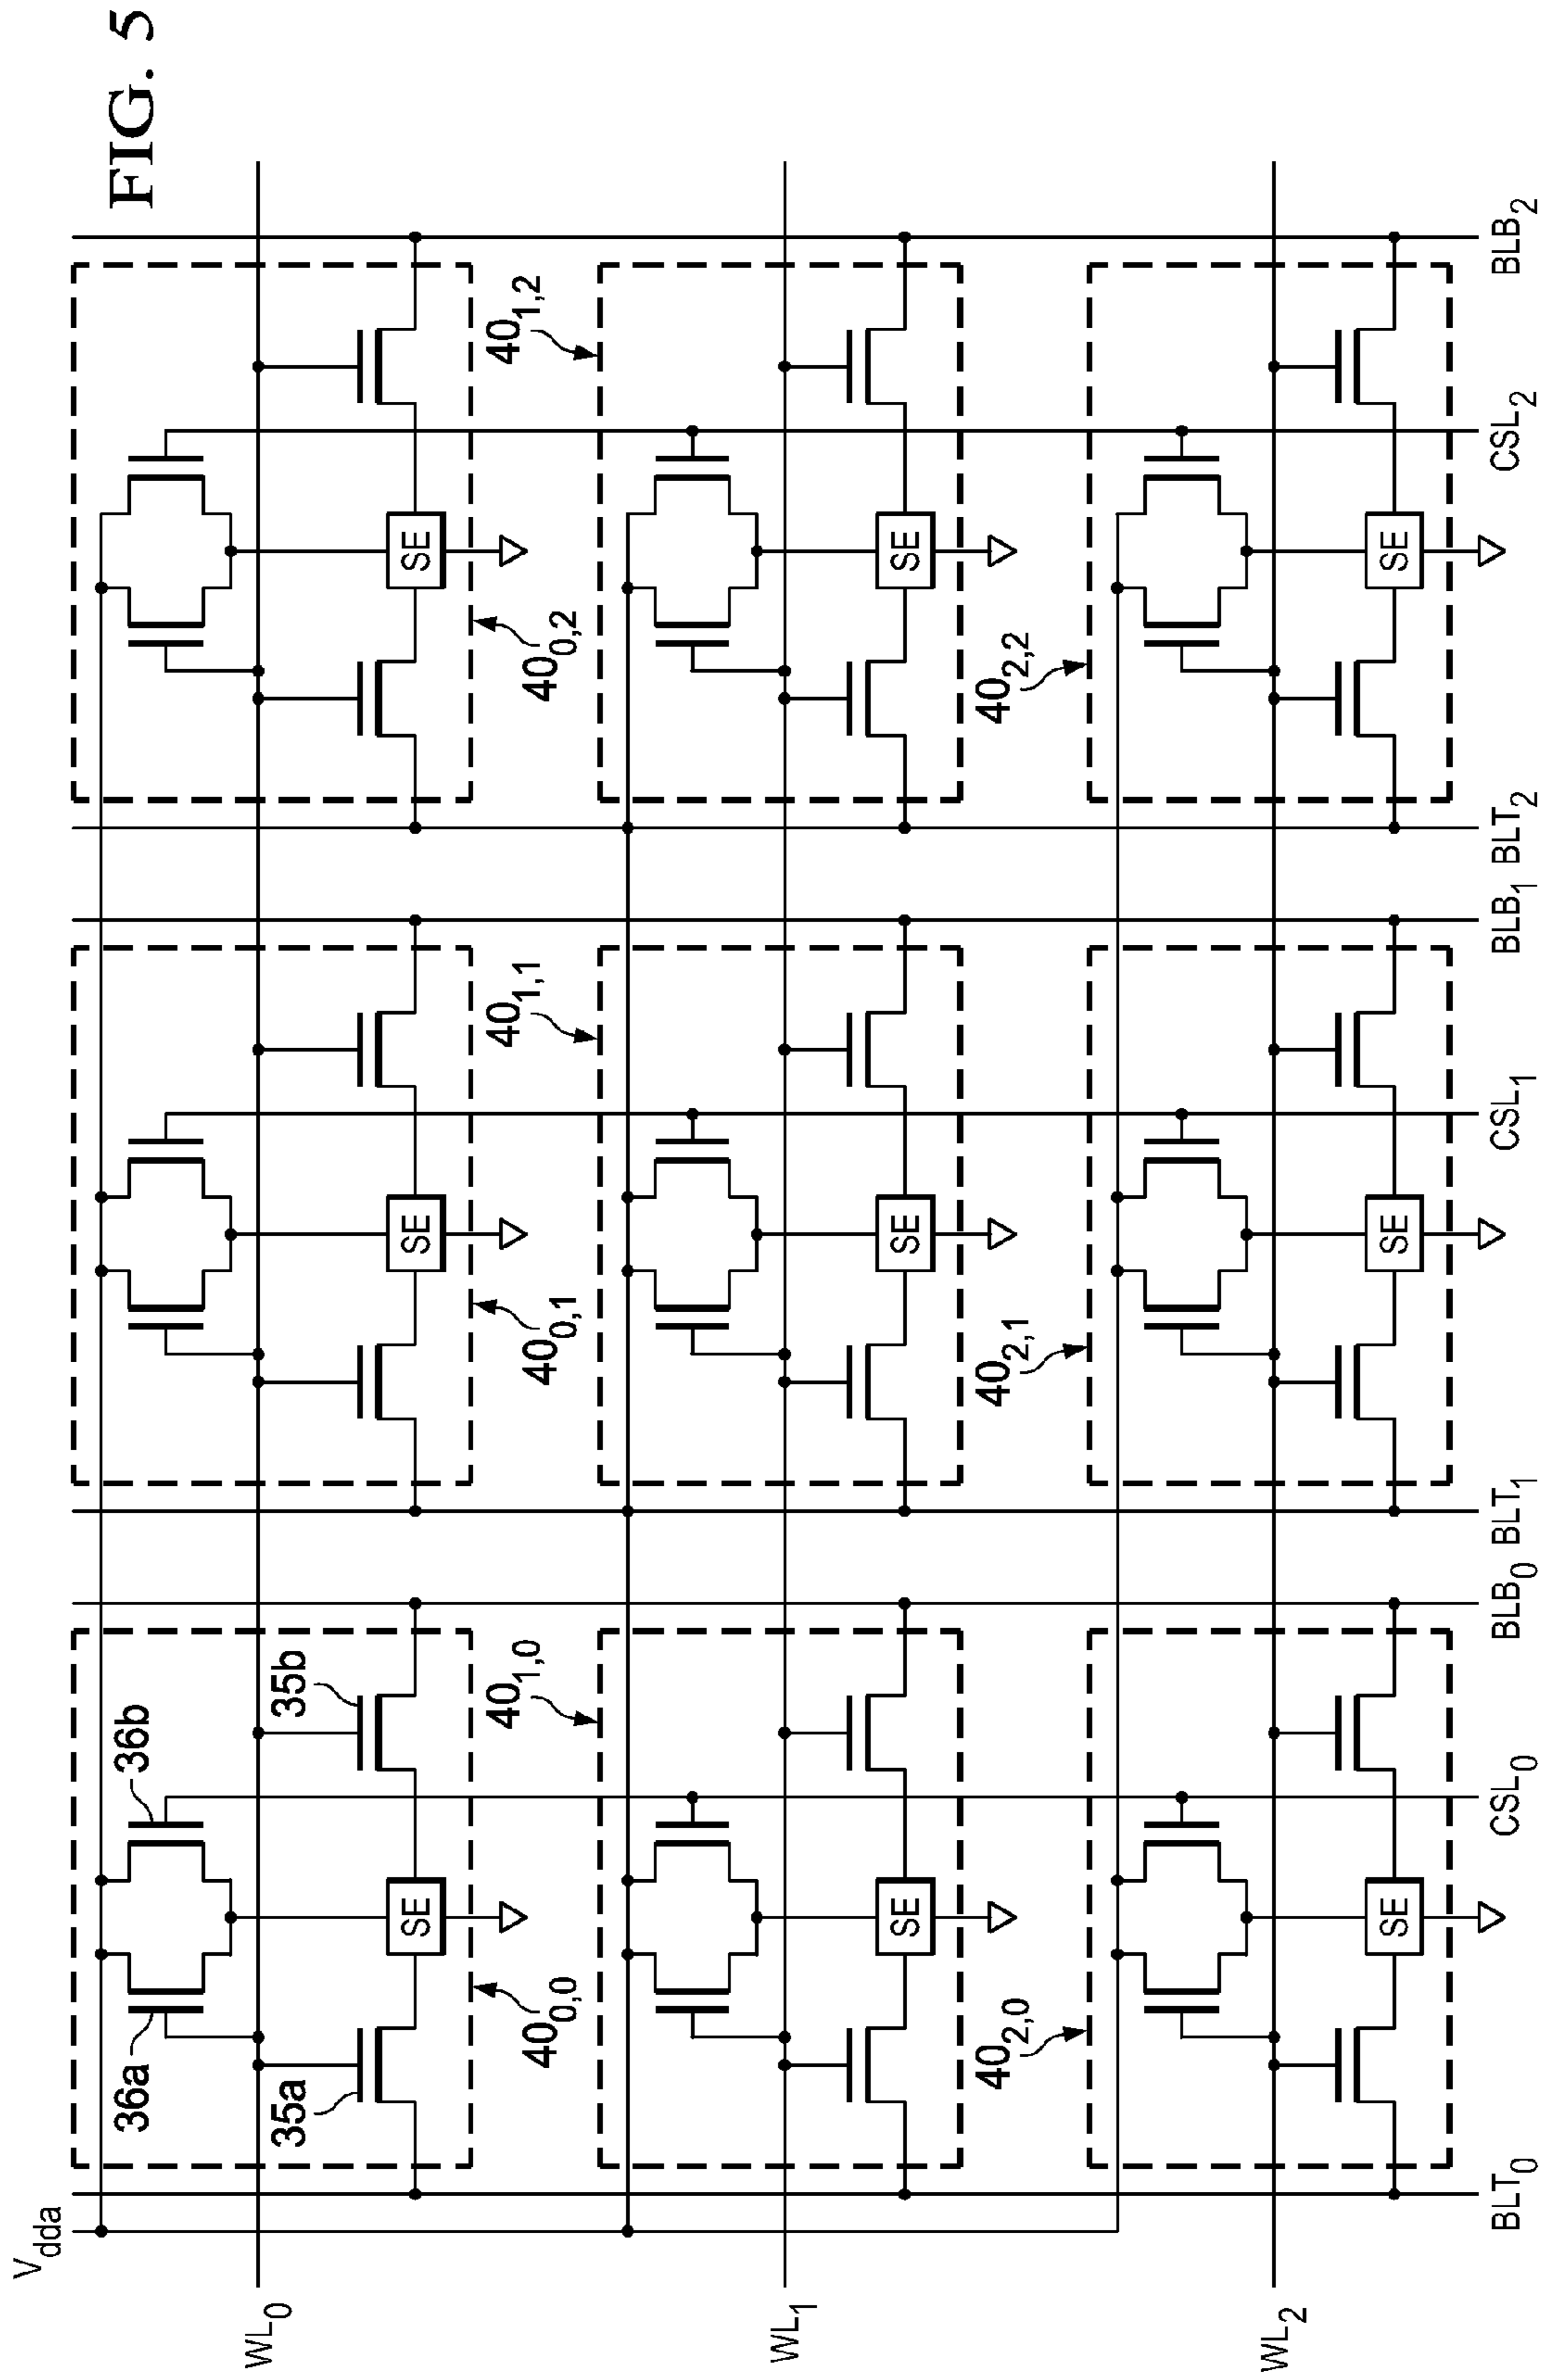 FIG. 5
V_dda
WL_0
36a
36b
35a
35b
SE
SE
SE
40_0,0
40_0,1
40_0,2
40_1,0
40_1,1
40_1,2
WL_1
SE
SE
SE
40_2,0
40_2,1
40_2,2
WL_2
SE
SE
SE
BLT_0
CSL_0
BLB_0
BLT_1
CSL_1
BLB_1
BLT_2
CSL_2
BLB_2